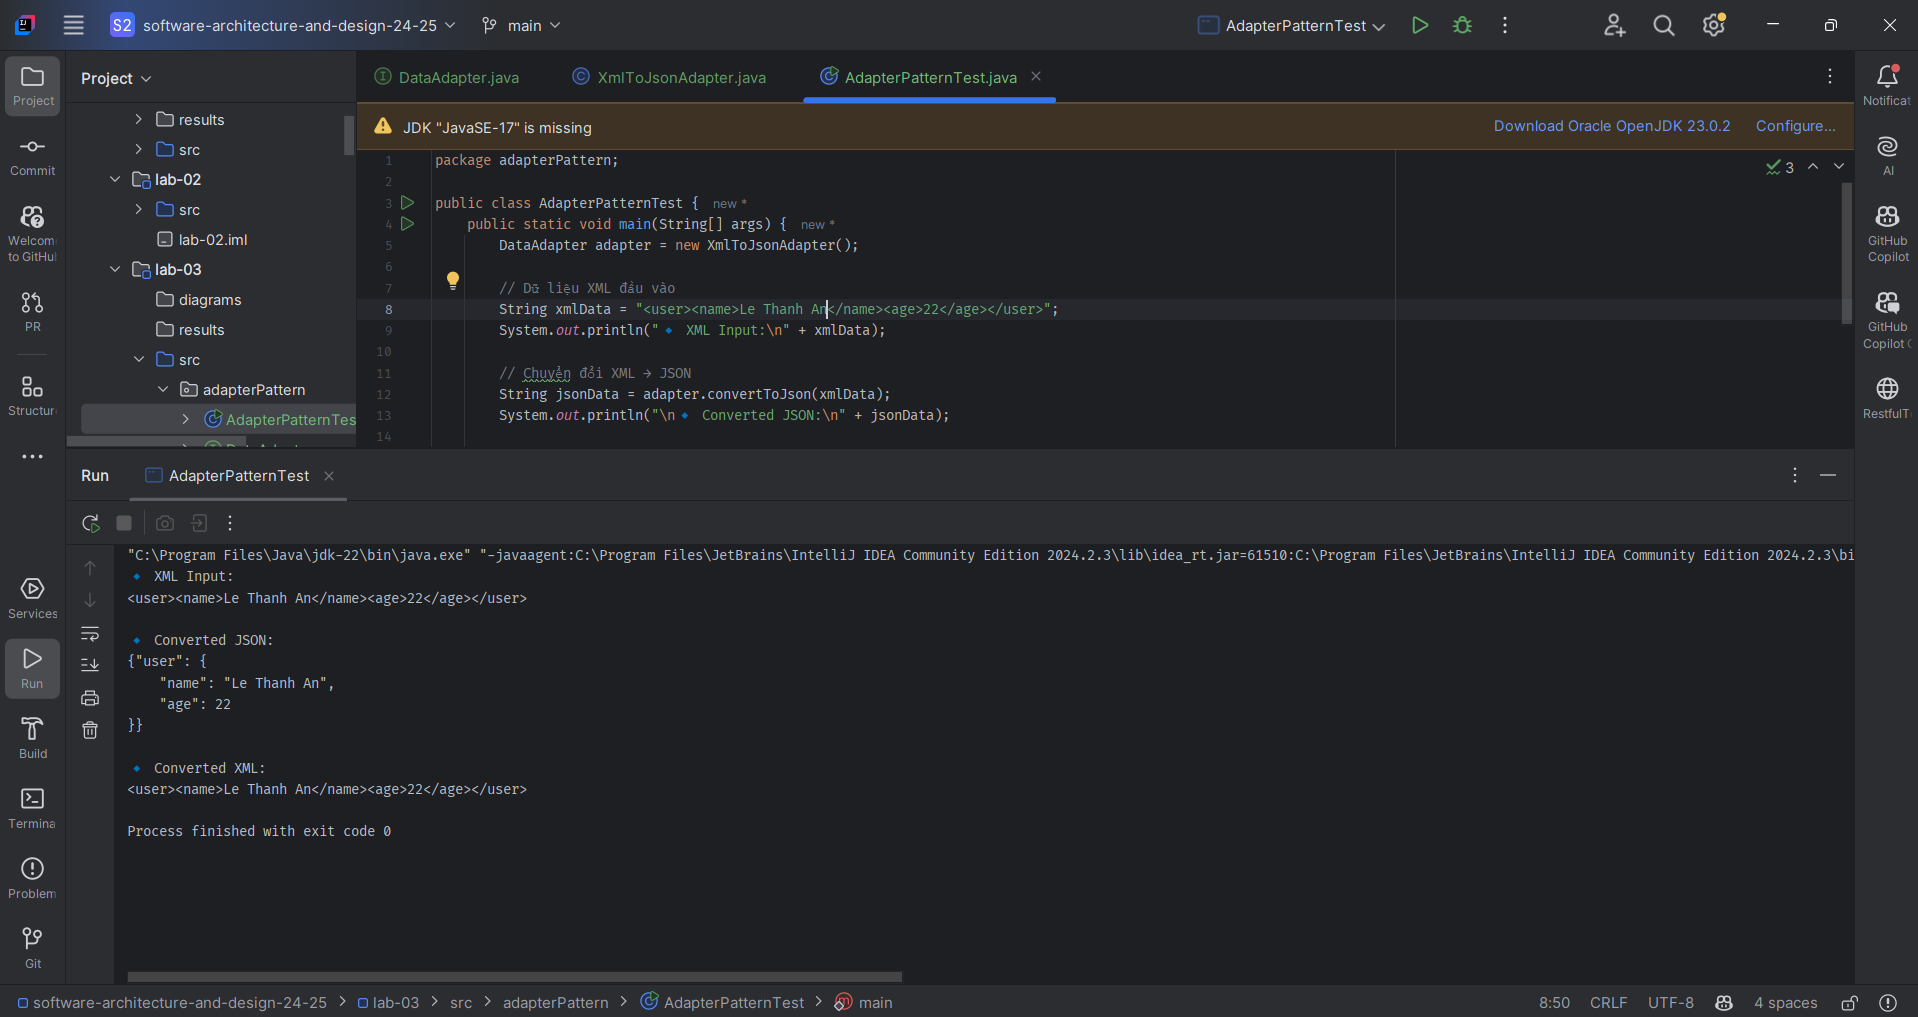 S2 software-architecture-and-design-24-25 main AdapterPatternTest
Project
Commit
Welcom
to GitHu
PR
Structur
Services
Run
Build
Termina
Problem
Git
Project
results
src
lab-02
src
lab-02.iml
lab-03
diagrams
results
src
adapterPattern
AdapterPatternTes
DataAdapter.java XmlToJsonAdapter.java AdapterPatternTest.java
JDK "JavaSE-17" is missing Download Oracle OpenJDK 23.0.2 Configure...
3
1 package adapterPattern;
2
3 public class AdapterPatternTest { new *
4 public static void main(String[] args) { new *
5 DataAdapter adapter = new XmlToJsonAdapter();
6
7 // Dữ liệu XML đầu vào
8 String xmlData = "<user><name>Le Thanh An</name><age>22</age></user>";
9 System.out.println("🔹 XML Input:\n" + xmlData);
10
11 // Chuyển đổi XML → JSON
12 String jsonData = adapter.convertToJson(xmlData);
13 System.out.println("\n🔹 Converted JSON:\n" + jsonData);
14
Notificat
AI
GitHub
Copilot
GitHub
Copilot C
RestfulT
Run AdapterPatternTest
"C:\Program Files\Java\jdk-22\bin\java.exe" "-javaagent:C:\Program Files\JetBrains\IntelliJ IDEA Community Edition 2024.2.3\lib\idea_rt.jar=61510:C:\Program Files\JetBrains\IntelliJ IDEA Community Edition 2024.2.3\bi
🔹 XML Input:
<user><name>Le Thanh An</name><age>22</age></user>
🔹 Converted JSON:
{"user": {
"name": "Le Thanh An",
"age": 22
}}
🔹 Converted XML:
<user><name>Le Thanh An</name><age>22</age></user>
Process finished with exit code 0
software-architecture-and-design-24-25 > lab-03 > src > adapterPattern > AdapterPatternTest > main 8:50 CRLF UTF-8 4 spaces